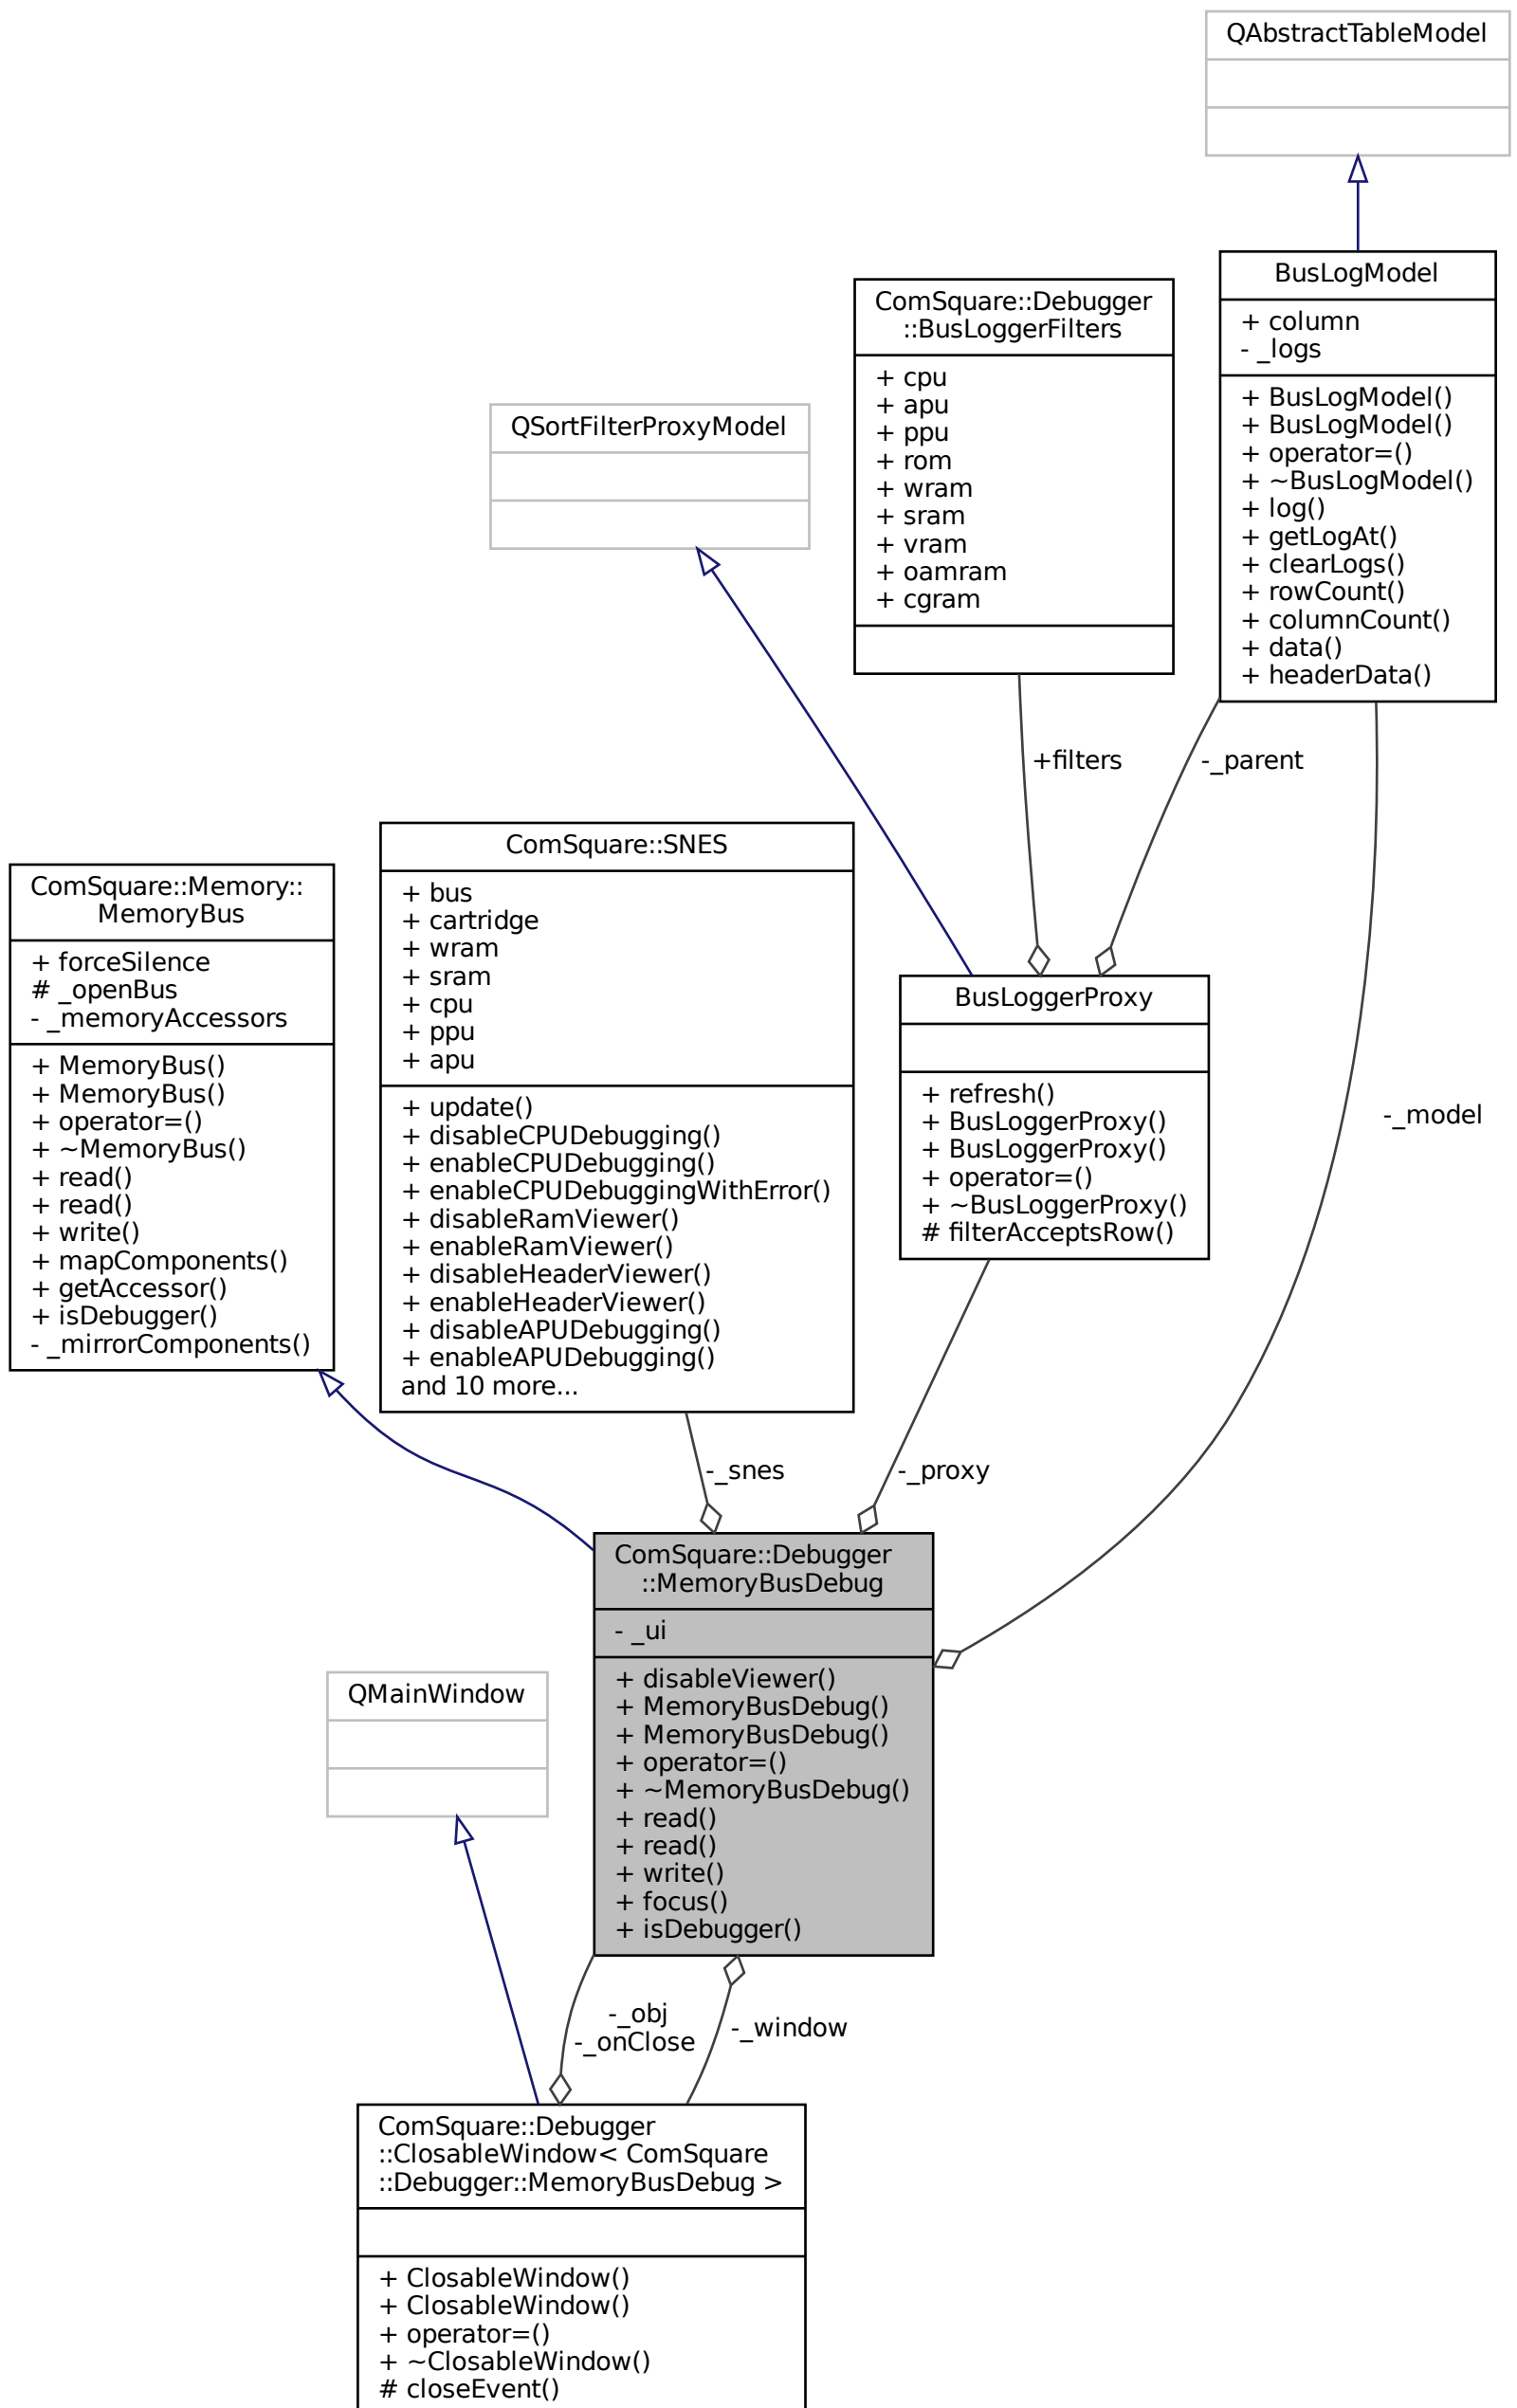 QAbstractTableModel
BusLogModel
+ column
- _logs
+ BusLogModel()
+ BusLogModel()
+ operator=()
+ ~BusLogModel()
+ log()
+ getLogAt()
+ clearLogs()
+ rowCount()
+ columnCount()
+ data()
+ headerData()
ComSquare::Debugger
::BusLoggerFilters
+ cpu
+ apu
+ ppu
+ rom
+ wram
+ sram
+ vram
+ oamram
+ cgram
QSortFilterProxyModel
+filters
-_parent
ComSquare::SNES
+ bus
+ cartridge
+ wram
+ sram
+ cpu
+ ppu
+ apu
+ update()
+ disableCPUDebugging()
+ enableCPUDebugging()
+ enableCPUDebuggingWithError()
+ disableRamViewer()
+ enableRamViewer()
+ disableHeaderViewer()
+ enableHeaderViewer()
+ disableAPUDebugging()
+ enableAPUDebugging()
and 10 more...
ComSquare::Memory::
MemoryBus
+ forceSilence
# _openBus
- _memoryAccessors
+ MemoryBus()
+ MemoryBus()
+ operator=()
+ ~MemoryBus()
+ read()
+ read()
+ write()
+ mapComponents()
+ getAccessor()
+ isDebugger()
- _mirrorComponents()
BusLoggerProxy
+ refresh()
+ BusLoggerProxy()
+ BusLoggerProxy()
+ operator=()
+ ~BusLoggerProxy()
# filterAcceptsRow()
-_model
-_snes
-_proxy
ComSquare::Debugger
::MemoryBusDebug
- _ui
+ disableViewer()
+ MemoryBusDebug()
+ MemoryBusDebug()
+ operator=()
+ ~MemoryBusDebug()
+ read()
+ read()
+ write()
+ focus()
+ isDebugger()
QMainWindow
-_obj
-_onClose
-_window
ComSquare::Debugger
::ClosableWindow< ComSquare
::Debugger::MemoryBusDebug >
+ ClosableWindow()
+ ClosableWindow()
+ operator=()
+ ~ClosableWindow()
# closeEvent()